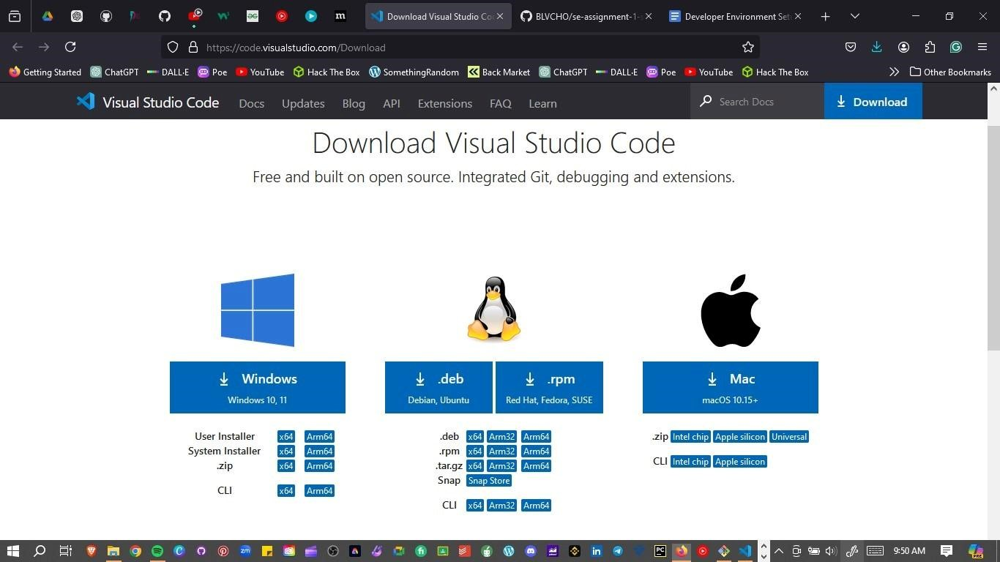 Download Visual Studio Co
BLVCHO/se-assignment-1-s
Developer Environment Setu
https://code.visualstudio.com/Download
Getting Started ChatGPT DALL·E Poe YouTube Hack The Box SomethingRandom Back Market ChatGPT DALL·E Poe YouTube Hack The Box Other Bookmarks
Visual Studio Code Docs Updates Blog API Extensions FAQ Learn Search Docs Download
Download Visual Studio Code
Free and built on open source. Integrated Git, debugging and extensions.
Windows
Windows 10, 11
User Installer x64 Arm64
System Installer x64 Arm64
.zip x64 Arm64
CLI x64 Arm64
.deb
Debian, Ubuntu
.rpm
Red Hat, Fedora, SUSE
.deb x64 Arm32 Arm64
.rpm x64 Arm32 Arm64
.tar.gz x64 Arm32 Arm64
Snap Snap Store
CLI x64 Arm32 Arm64
Mac
macOS 10.15+
.zip Intel chip Apple silicon Universal
CLI Intel chip Apple silicon
9:50 AM